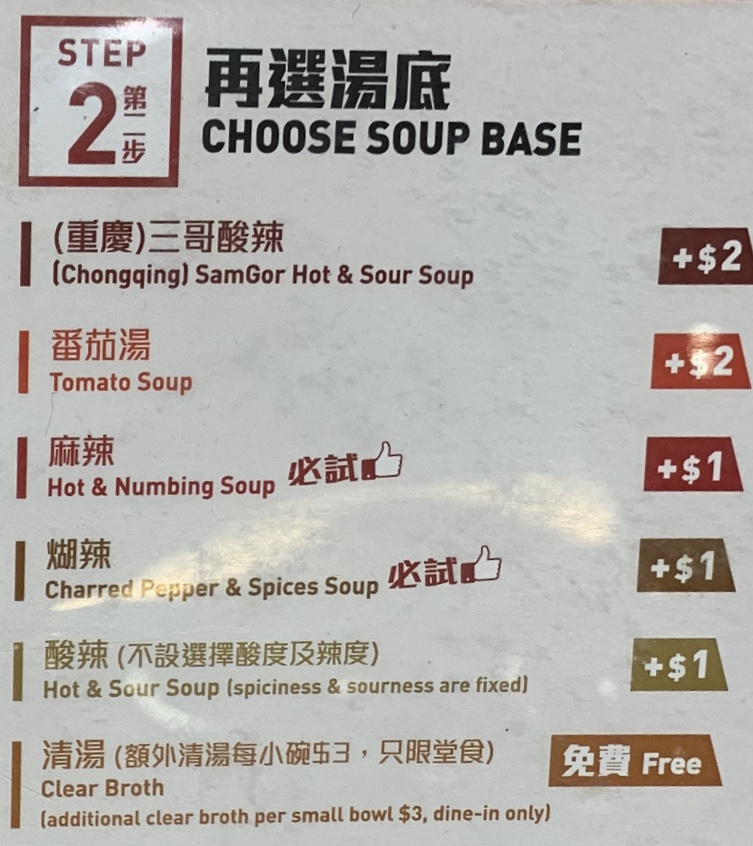 STEP
2
第二步
再選湯底
CHOOSE SOUP BASE
(重慶)三哥酸辣
(Chongqing) SamGor Hot & Sour Soup
+$2
番茄湯
Tomato Soup
+$2
麻辣
Hot & Numbing Soup
必試
+$1
煳辣
Charred Pepper & Spices Soup
必試
+$1
酸辣 (不設選擇酸度及辣度)
Hot & Sour Soup (spiciness & sourness are fixed)
+$1
清湯 (額外清湯每小碗$3，只限堂食)
Clear Broth
(additional clear broth per small bowl $3, dine-in only)
免費 Free